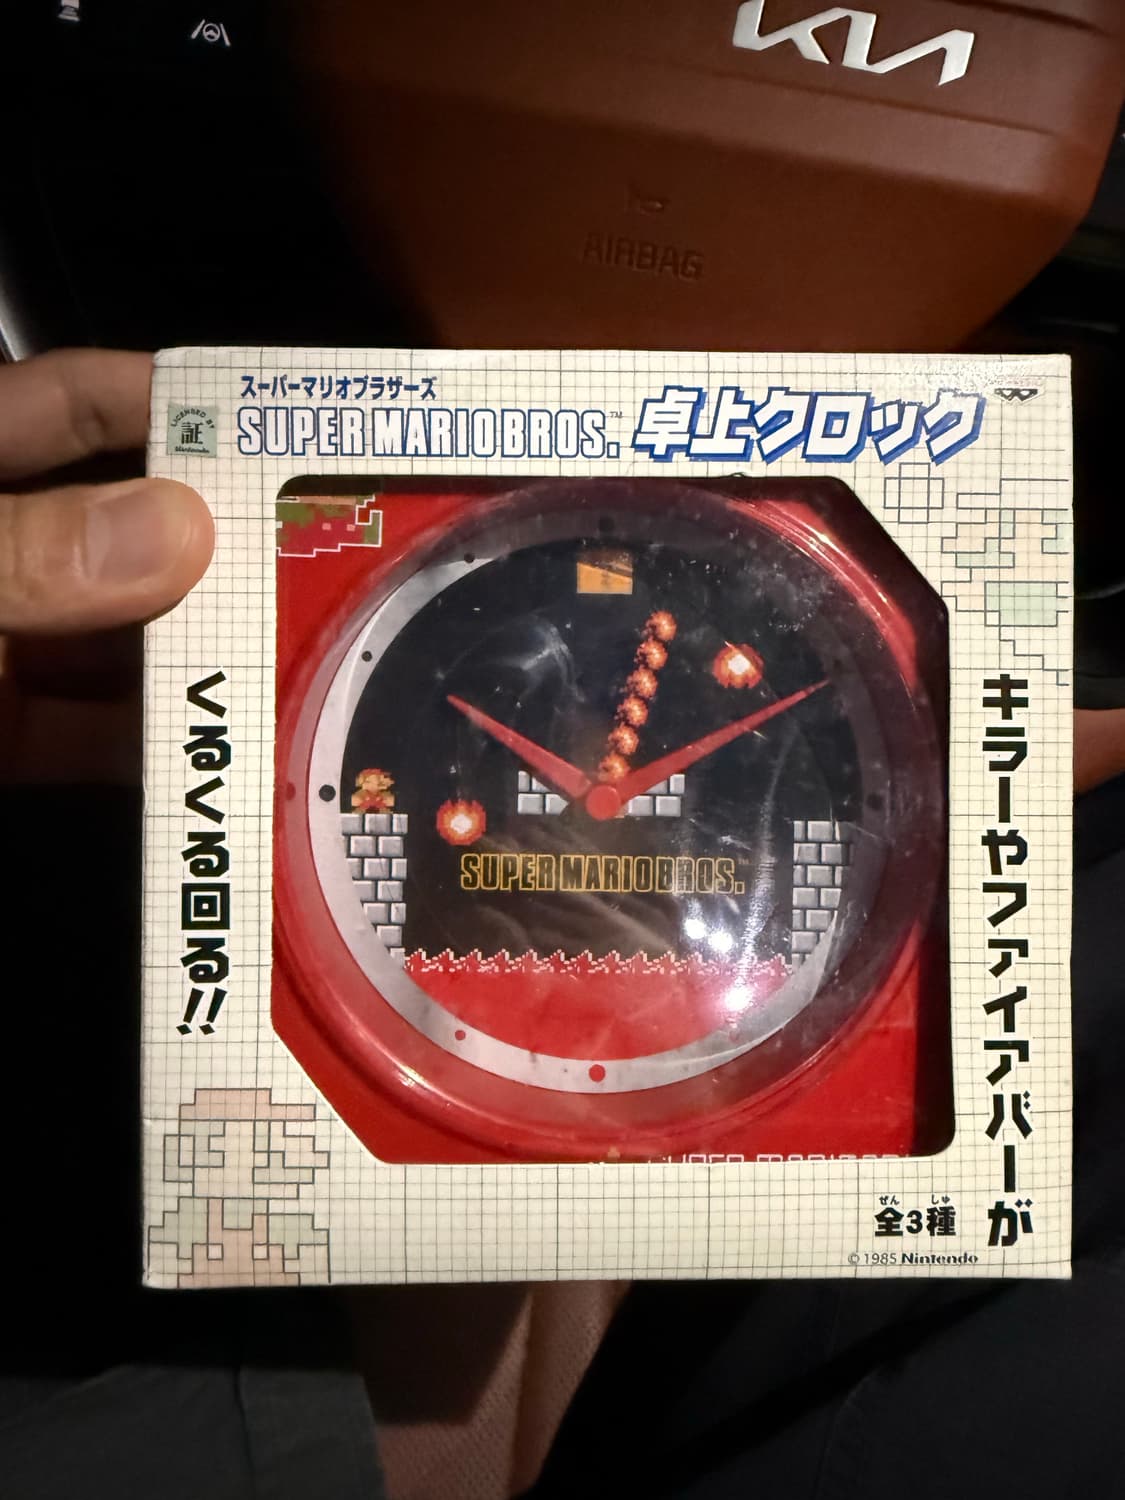 KIA
AIRBAG
スーパーマリオブラザーズ
LICENSED BY
証
Nintendo
SUPER MARIO BROS.™ 卓上クロック
SUPER MARIO BROS.™
キラーやファイアバーが
くるくる回る!!
ぜん しゅ
全3種
© 1985 Nintendo